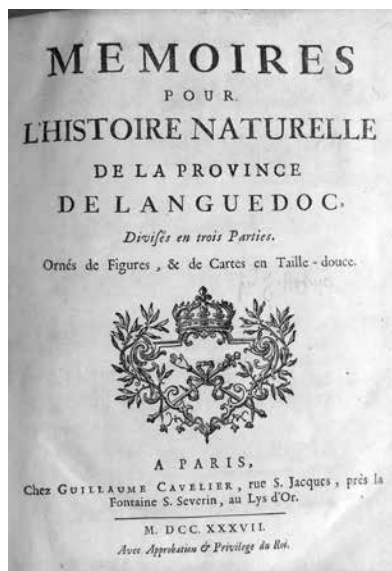 MEMOIRES
POUR
L'HISTOIRE NATURELLE
DE LA PROVINCE
DE LANGUEDOC,
Divisés en trois Parties.
Ornés de Figures, & de Cartes en Taille-douce.
A PARIS,
Chez GUILLAUME CAVELIER, rue S. Jacques, près la
Fontaine S. Severin, au Lys d'Or.
M. DCC. XXXVII.
Avec Approbation & Privilege du Roi.